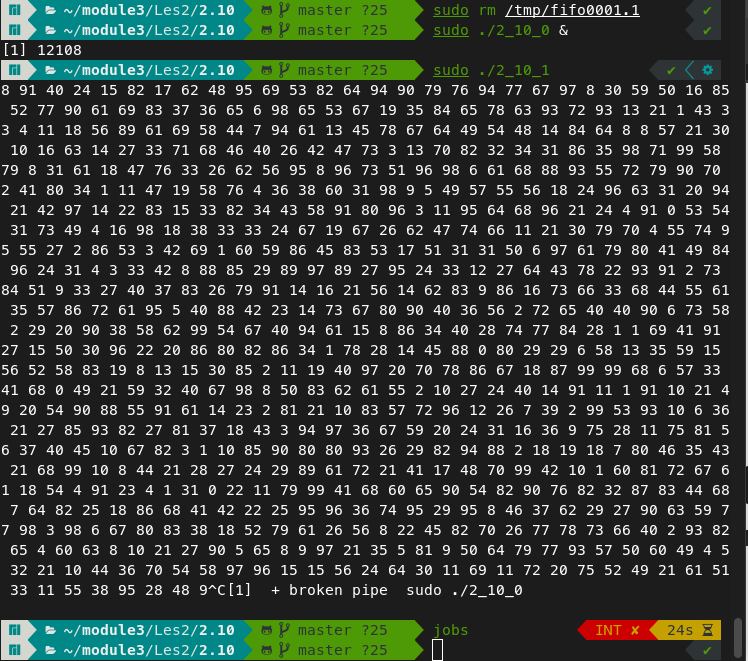 ~/module3/Les2/2.10 master ?25 sudo rm /tmp/fifo0001.1 ✔
~/module3/Les2/2.10 master ?25 sudo ./2_10_0 & ✔
[1] 12108
~/module3/Les2/2.10 master ?25 sudo ./2_10_1 ✔
8 91 40 24 15 82 17 62 48 95 69 53 82 64 94 90 79 76 94 77 67 97 8 30 59 50 16 85
52 77 90 61 69 83 37 36 65 6 98 65 53 67 19 35 84 65 78 63 93 72 93 13 21 1 43 3
3 4 11 18 56 89 61 69 58 44 7 94 61 13 45 78 67 64 49 54 48 14 84 64 8 8 57 21 30
10 16 63 14 27 33 71 68 46 40 26 42 47 73 3 13 70 82 32 34 31 86 35 98 71 99 58
79 8 31 61 18 47 76 33 26 62 56 95 8 96 73 51 96 98 6 61 68 88 93 55 72 79 90 70
2 41 80 34 1 11 47 19 58 76 4 36 38 60 31 98 9 5 49 57 55 56 18 24 96 63 31 20 94
21 42 97 14 22 83 15 33 82 34 43 58 91 80 96 3 11 95 64 68 96 21 24 4 91 0 53 54
31 73 49 4 16 98 18 38 33 33 24 67 19 67 26 62 47 74 66 11 21 30 79 70 4 55 74 9
5 55 27 2 86 53 3 42 69 1 60 59 86 45 83 53 17 51 31 31 50 6 97 61 79 80 41 49 84
96 24 31 4 3 33 42 8 88 85 29 89 97 89 27 95 24 33 12 27 64 43 78 22 93 91 2 73
84 51 9 33 27 40 37 83 26 79 91 14 16 21 56 14 62 83 9 86 16 73 66 33 68 44 55 61
35 57 86 72 61 95 5 40 88 42 23 14 73 67 80 90 40 36 56 2 72 65 40 40 90 6 73 58
2 29 20 90 38 58 62 99 54 67 40 94 61 15 8 86 34 40 28 74 77 84 28 1 1 69 41 91
27 15 50 30 96 22 20 86 80 82 86 34 1 78 28 14 45 88 0 80 29 29 6 58 13 35 59 15
56 52 58 83 19 8 13 15 30 85 2 11 19 40 97 20 70 78 86 67 18 87 99 99 68 6 57 33
41 68 0 49 21 59 32 40 67 98 8 50 83 62 61 55 2 10 27 24 40 14 91 11 1 91 10 21 4
9 20 54 90 88 55 91 61 14 23 2 81 21 10 83 57 72 96 12 26 7 39 2 99 53 93 10 6 36
21 27 85 93 82 27 81 37 18 43 3 94 97 36 67 59 20 24 31 16 36 9 75 28 11 75 81 5
6 37 40 45 10 67 82 3 1 10 85 90 80 80 93 26 29 82 94 88 2 18 19 18 7 80 46 35 43
21 68 99 10 8 44 21 28 27 24 29 89 61 72 21 41 17 48 70 99 42 10 1 60 81 72 67 6
1 18 54 4 91 23 4 1 31 0 22 11 79 99 41 68 60 65 90 54 82 90 76 82 32 87 83 44 68
7 64 82 25 18 86 68 41 42 22 25 95 96 36 74 95 29 95 8 46 37 62 29 27 90 63 59 7
7 98 3 98 6 67 80 83 38 18 52 79 61 26 56 8 22 45 82 70 26 77 78 73 66 40 2 93 82
65 4 60 63 8 10 21 27 90 5 65 8 9 97 21 35 5 81 9 50 64 79 77 93 57 50 60 49 4 5
32 21 10 44 36 70 54 58 97 96 15 15 56 24 64 30 11 69 11 72 20 75 52 49 21 61 51
33 11 55 38 95 28 48 9^C[1] + broken pipe sudo ./2_10_0
~/module3/Les2/2.10 master ?25 jobs INT ✘ 24s
~/module3/Les2/2.10 master ?25 ✔